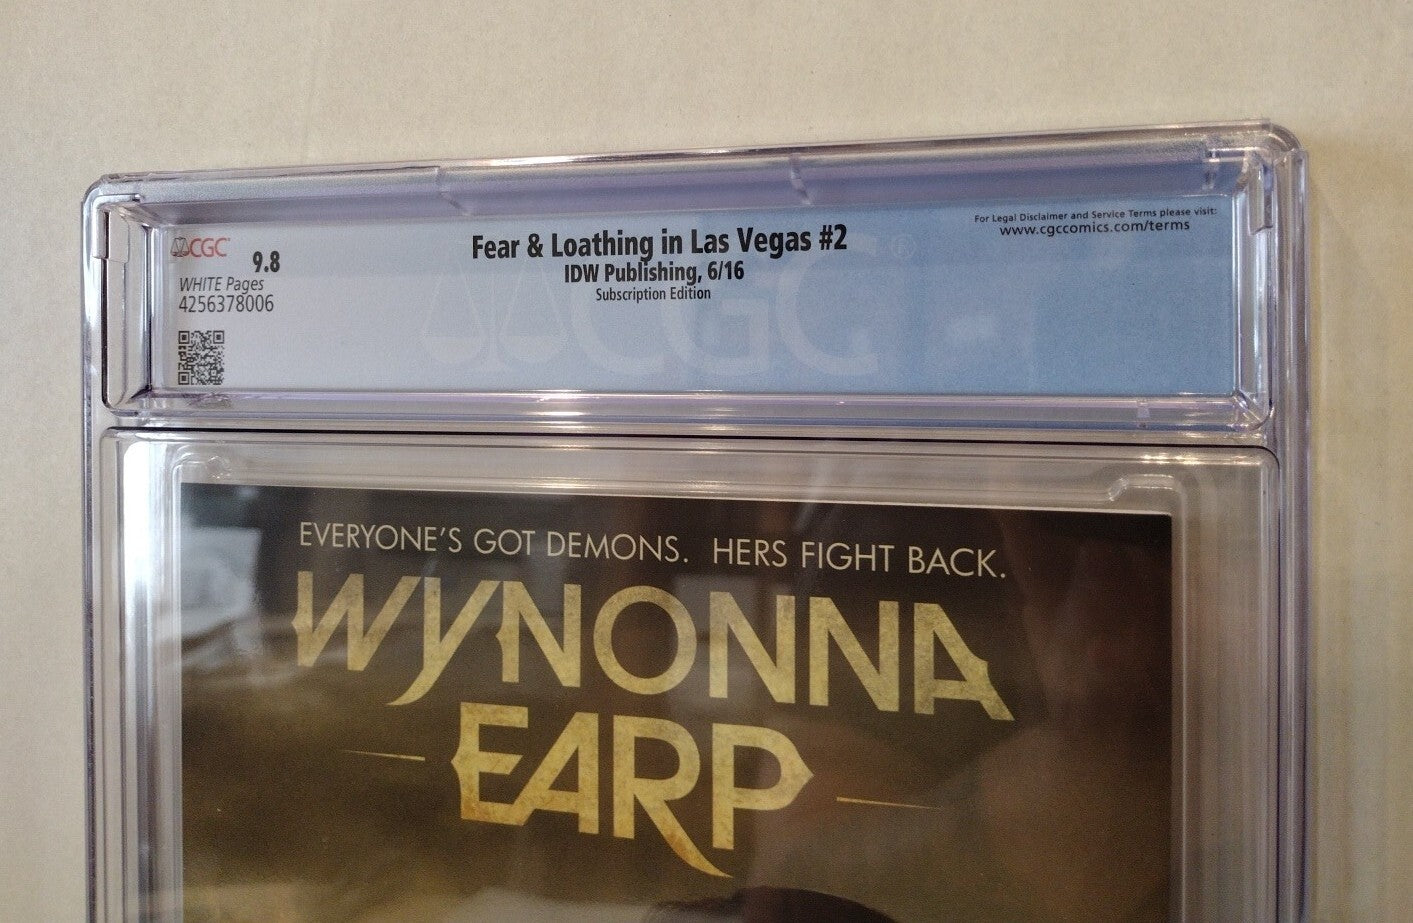 CGC
9.8
WHITE Pages
4256378006
Fear & Loathing in Las Vegas #2
IDW Publishing, 6/16
Subscription Edition
For Legal Disclaimer and Service Terms please visit:
www.cgccomics.com/terms
CGC
EVERYONE'S GOT DEMONS. HERS FIGHT BACK.
WYNONNA
EARP